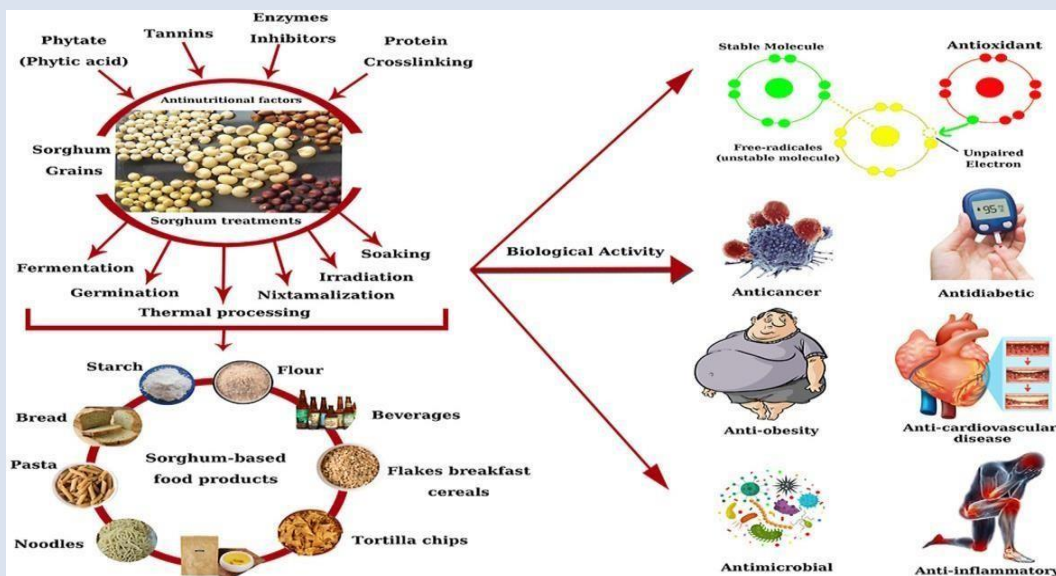 Enzymes
Inhibitors
Tannins
Phytate
(Phytic acid)
Protein
Crosslinking
Antinutritional factors
Sorghum
Grains
Sorghum treatments
Fermentation
Germination
Thermal processing
Nixtamalization
Irradiation
Soaking
Starch
Flour
Bread
Beverages
Pasta
Sorghum-based
food products
Flakes breakfast
cereals
Noodles
Tortilla chips
Biological Activity
Stable Molecule
Antioxidant
Free-radicales
(unstable molecule)
Unpaired
Electron
95
Anticancer
Antidiabetic
Anti-obesity
Anti-cardiovascular
disease
Antimicrobial
Anti-inflammatory